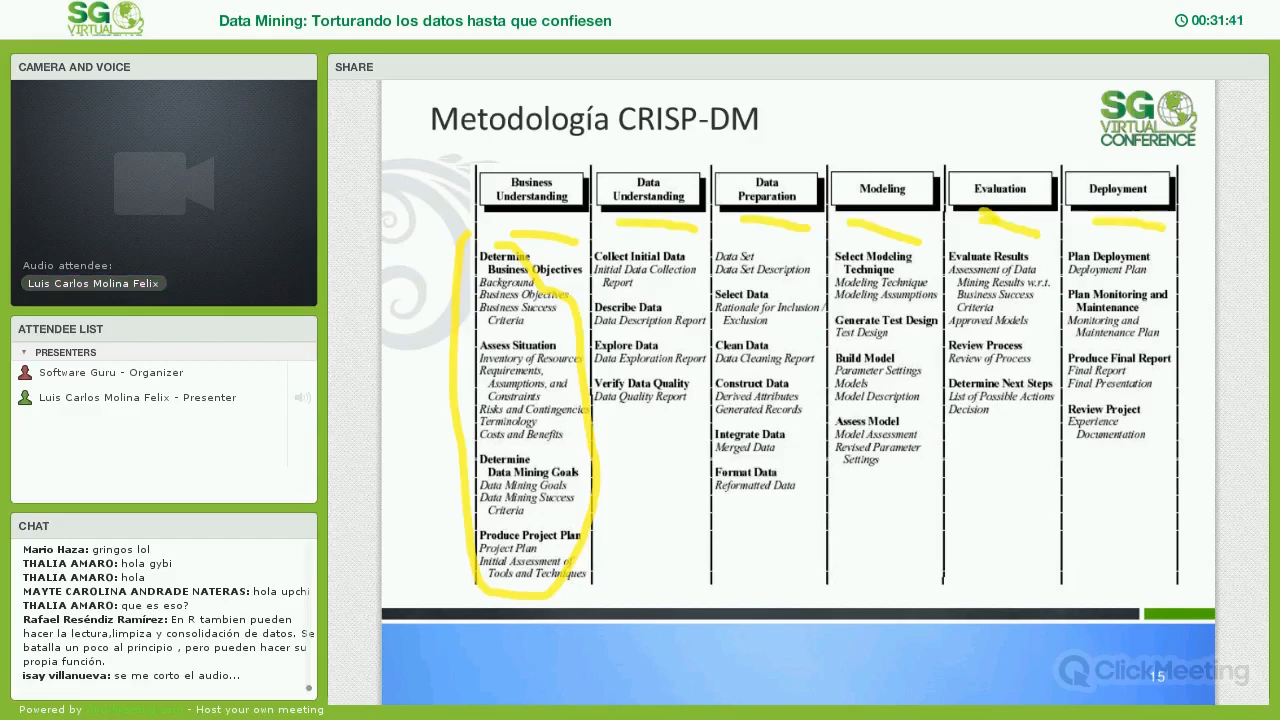 SG
VIRTUAL
Data Mining: Torturando los datos hasta que confiesen
00:31:41
CAMERA AND VOICE
Audio attendee:
Luis Carlos Molina Felix
ATTENDEE LIST
PRESENTERS
Software Guru - Organizer
Luis Carlos Molina Felix - Presenter
CHAT
Mario Haza: gringos lol
THALIA AMARO: hola gybi
THALIA AMARO: hola
MAYTE CAROLINA ANDRADE NATERAS: hola upchi
THALIA AMARO: que es eso?
Rafael Reséndiz Ramírez: En R tambien pueden
hacer la lectura,limpiza y consolidación de datos. Se
batalla un poco al principio , pero pueden hacer su
propia función.
isay villanueva: se me corto el audio...
Powered by
- Host your own meeting
SHARE
Metodología CRISP-DM
SG
VIRTUAL
CONFERENCE
Business
Understanding
Determine
Business Objectives
Background
Business Objectives
Business Success
Criteria
Assess Situation
Inventory of Resources
Requirements,
Assumptions, and
Constraints
Risks and Contingencies
Terminology
Costs and Benefits
Determine
Data Mining Goals
Data Mining Goals
Data Mining Success
Criteria
Produce Project Plan
Project Plan
Initial Assessment of
Tools and Techniques
Data
Understanding
Collect Initial Data
Initial Data Collection
Report
Describe Data
Data Description Report
Explore Data
Data Exploration Report
Verify Data Quality
Data Quality Report
Data
Preparation
Data Set
Data Set Description
Select Data
Rationale for Inclusion /
Exclusion
Clean Data
Data Cleaning Report
Construct Data
Derived Attributes
Generated Records
Integrate Data
Merged Data
Format Data
Reformatted Data
Modeling
Select Modeling
Technique
Modeling Technique
Modeling Assumptions
Generate Test Design
Test Design
Build Model
Parameter Settings
Models
Model Description
Assess Model
Model Assessment
Revised Parameter
Settings
Evaluation
Evaluate Results
Assessment of Data
Mining Results w.r.t.
Business Success
Criteria
Approved Models
Review Process
Review of Process
Determine Next Steps
List of Possible Actions
Decision
Deployment
Plan Deployment
Deployment Plan
Plan Monitoring and
Maintenance
Monitoring and
Maintenance Plan
Produce Final Report
Final Report
Final Presentation
Review Project
Experience
Documentation
ClickMeeting
15